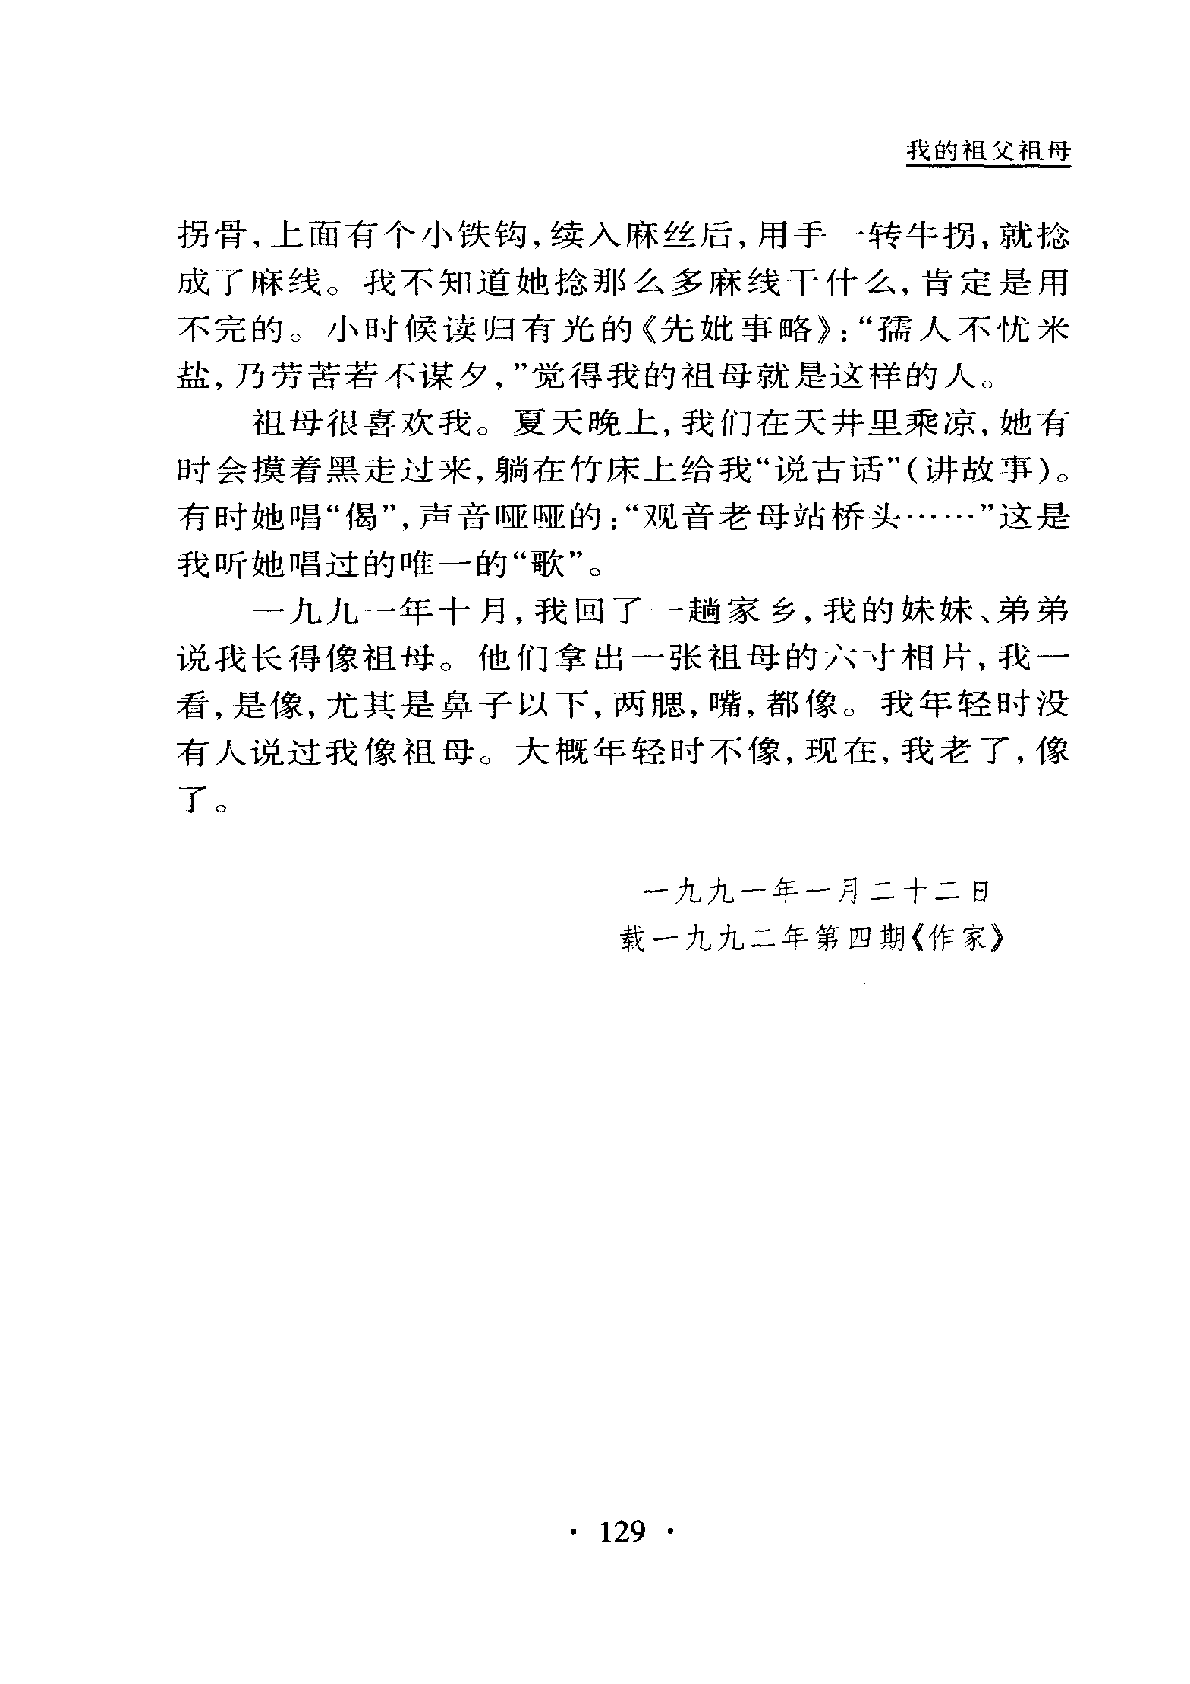 我的祖父祖母
拐骨,上面有个小铁钩,续入麻丝后,用手一转牛拐,就捻
成了麻线。我不知道她捻那么多麻线干什么,肯定是用
不完的。小时候读归有光的《先妣事略》:“孺人不忧米
盐,乃劳苦若不谋夕,”觉得我的祖母就是这样的人。
祖母很喜欢我。夏天晚上,我们在天井里乘凉,她有
时会摸着黑走过来,躺在竹床上给我“说古话”(讲故事)。
有时她唱“偈”,声音哑哑的:“观音老母站桥头……”这是
我听她唱过的唯一的“歌”。
一九九一年十月,我回了一趟家乡,我的妹妹、弟弟
说我长得像祖母。他们拿出一张祖母的六寸相片,我一
看,是像,尤其是鼻子以下,两腮,嘴,都像。我年轻时没
有人说过我像祖母。大概年轻时不像,现在,我老了,像
了。
一九九一年一月二十二日
载一九九二年第四期《作家》
· 129 ·